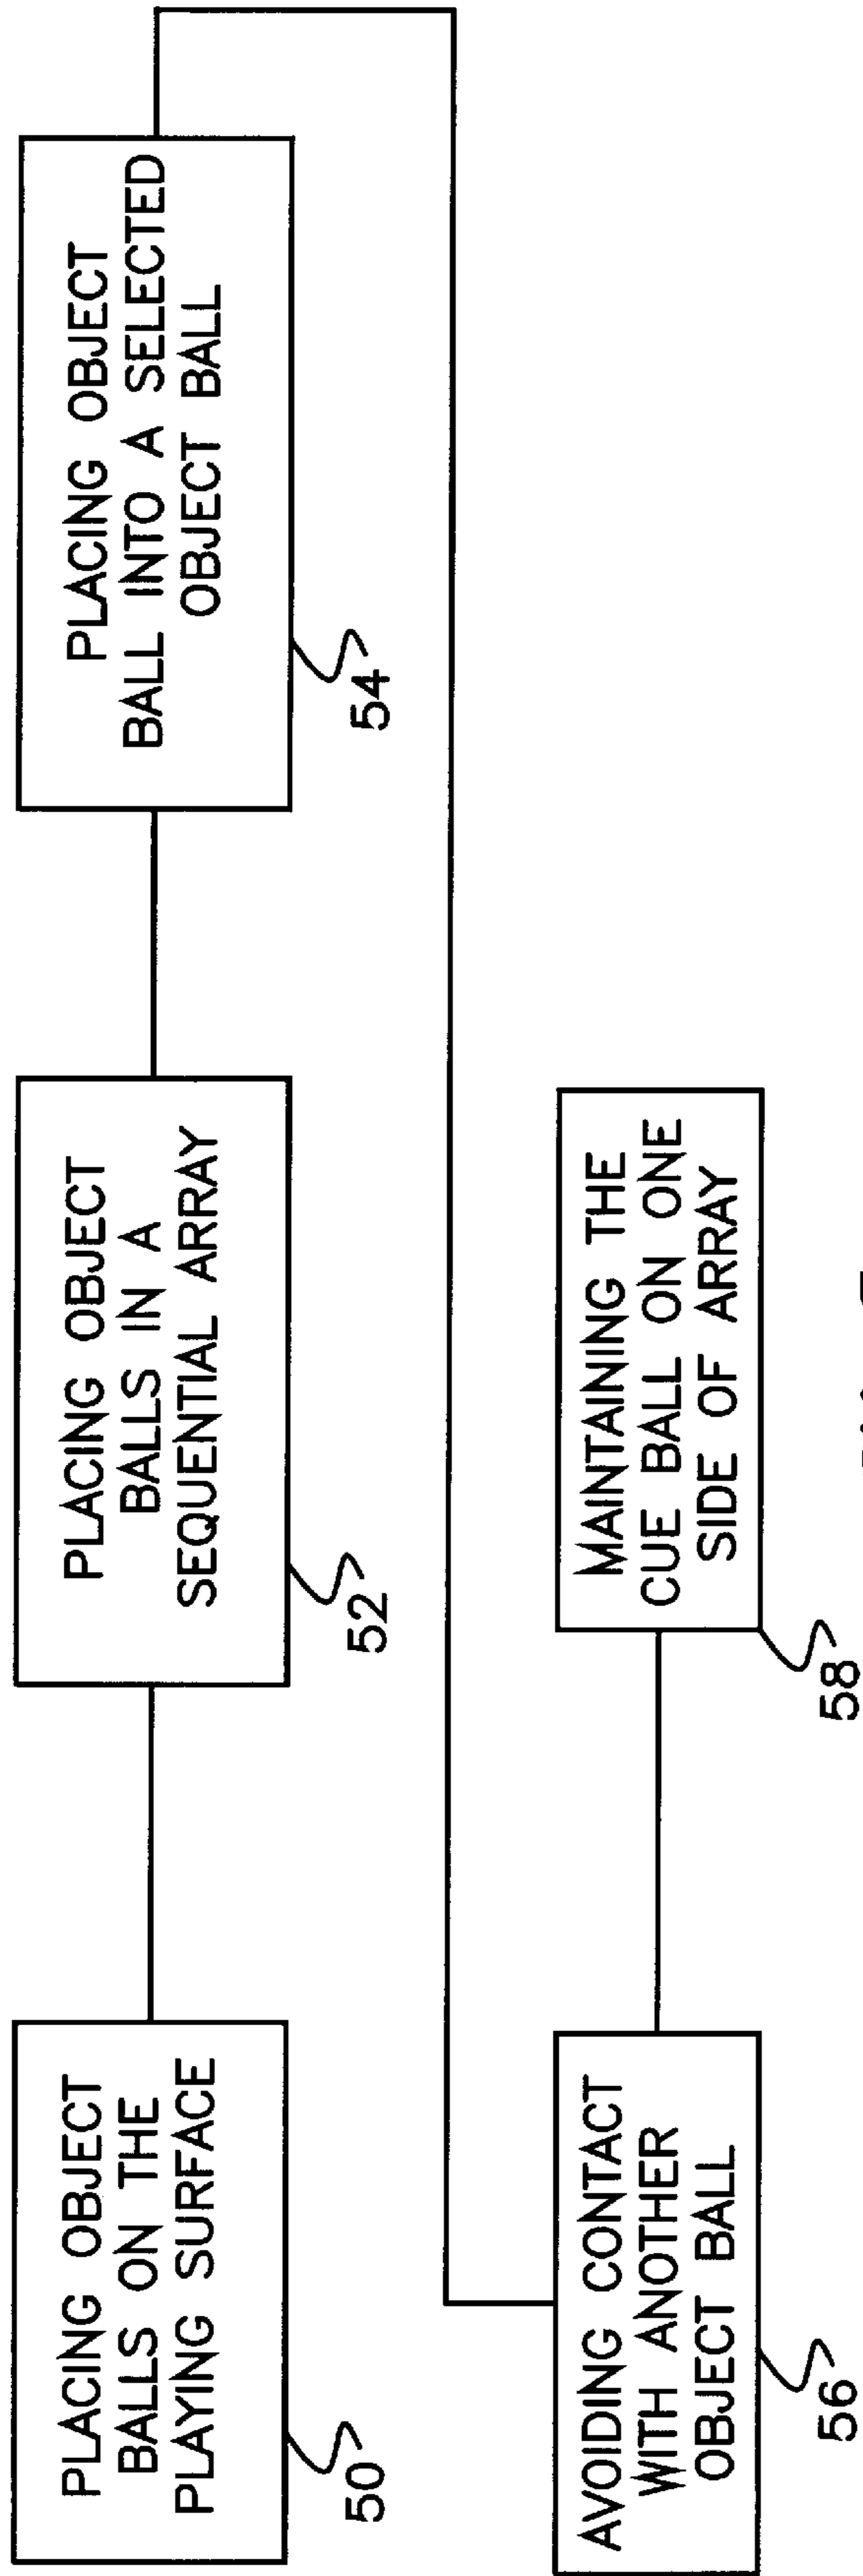 PLACING OBJECT
BALLS ON THE
PLAYING SURFACE
50
PLACING OBJECT
BALLS IN A
SEQUENTIAL ARRAY
52
PLACING OBJECT
BALL INTO A SELECTED
OBJECT BALL
54
AVOIDING CONTACT
WITH ANOTHER
OBJECT BALL
56
MAINTAINING THE
CUE BALL ON ONE
SIDE OF ARRAY
58